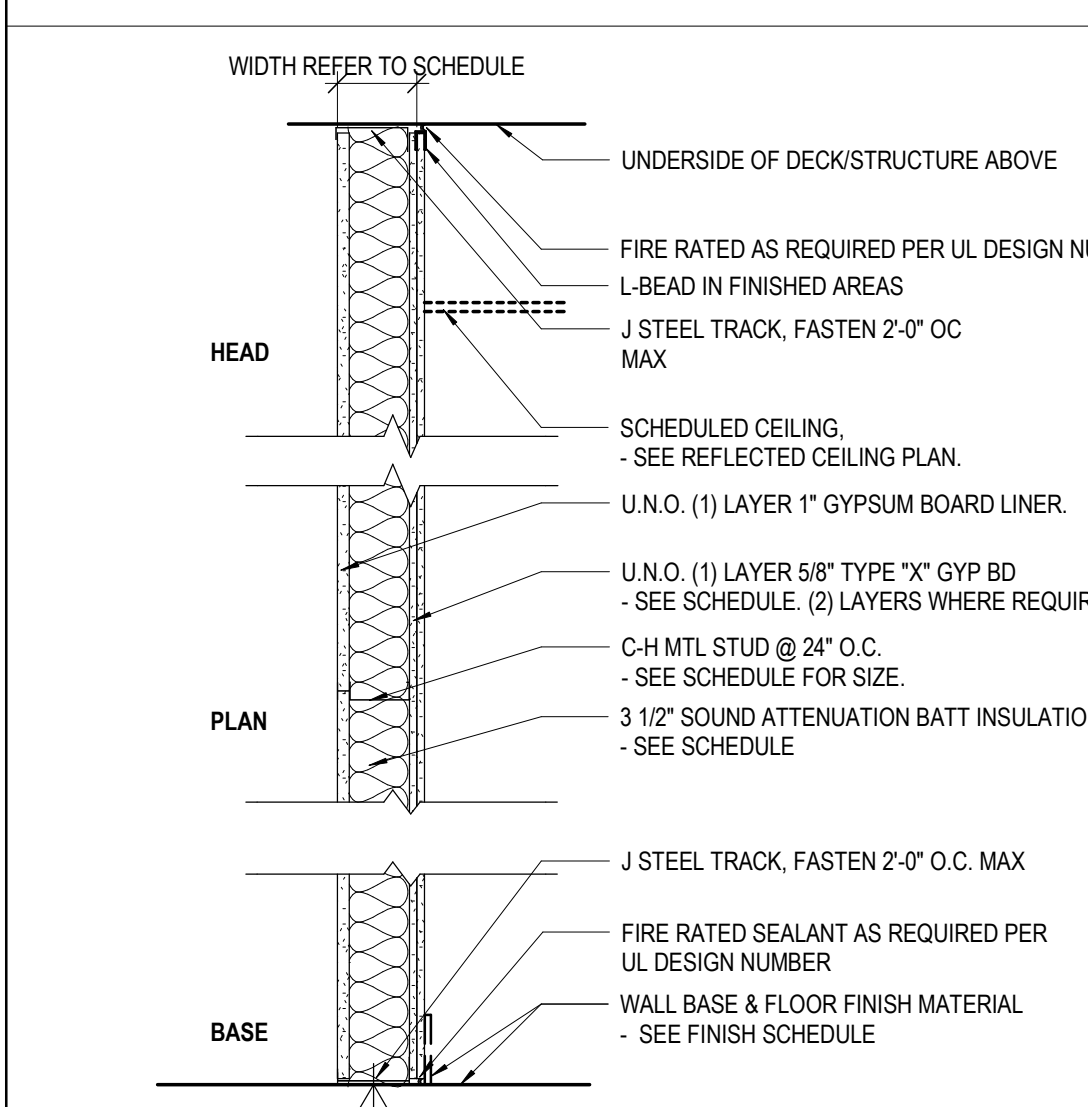 WIDTH REFER TO SCHEDULE
UNDERSIDE OF DECK/STRUCTURE ABOVE
FIRE RATED AS REQUIRED PER UL DESIGN
L-BEAD IN FINISHED AREAS
J STEEL TRACK, FASTEN 2'-0" OC
MAX
HEAD
SCHEDULED CEILING,
- SEE REFLECTED CEILING PLAN.
U.N.O. (1) LAYER 1" GYPSUM BOARD LINER.
U.N.O. (1) LAYER 5/8" TYPE "X" GYP BD
- SEE SCHEDULE. (2) LAYERS WHERE
C-H MTL STUD @ 24" O.C.
- SEE SCHEDULE FOR SIZE.
PLAN
3 1/2" SOUND ATTENUATION BATT
- SEE SCHEDULE
J STEEL TRACK, FASTEN 2'-0" O.C. MAX
FIRE RATED SEALANT AS REQUIRED PER
UL DESIGN NUMBER
WALL BASE & FLOOR FINISH MATERIAL
- SEE FINISH SCHEDULE
BASE